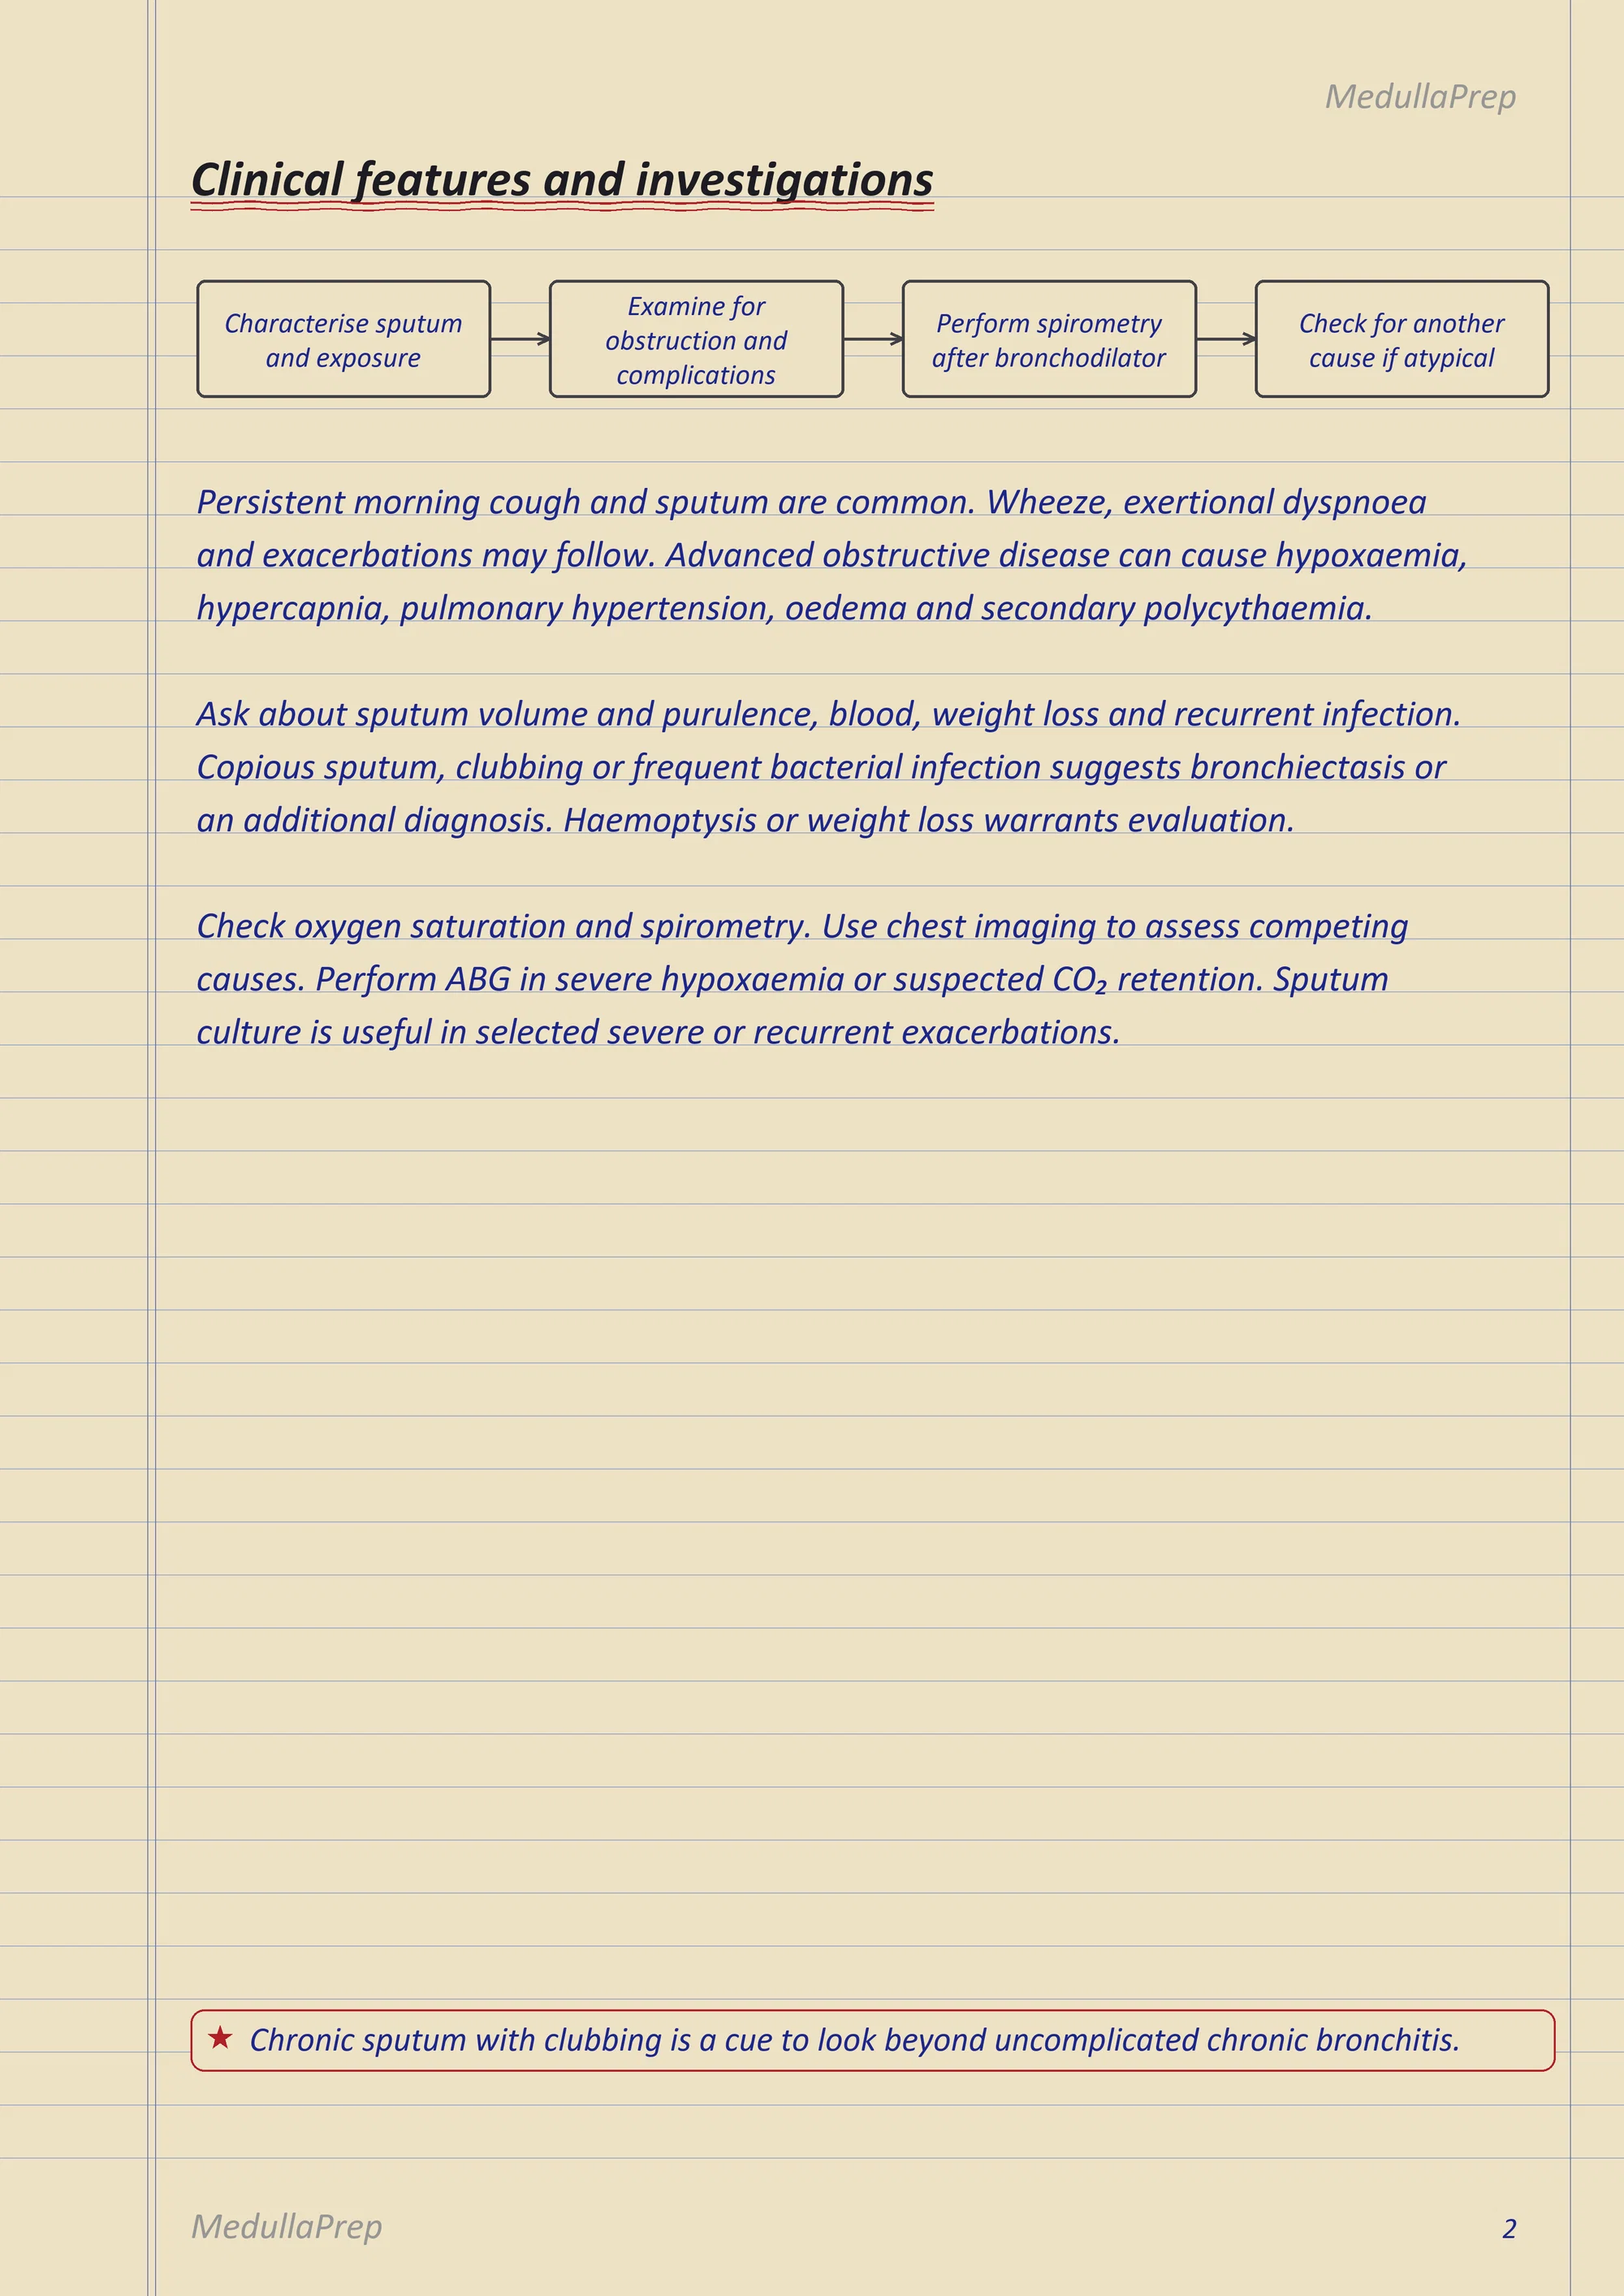 MedullaPrep
Clinical features and investigations
Characterise sputum
and exposure
Examine for
obstruction and
complications
Perform spirometry
after bronchodilator
Check for another
cause if atypical
Persistent morning cough and sputum are common. Wheeze, exertional dyspnoea
and exacerbations may follow. Advanced obstructive disease can cause hypoxaemia,
hypercapnia, pulmonary hypertension, oedema and secondary polycythaemia.
Ask about sputum volume and purulence, blood, weight loss and recurrent infection.
Copious sputum, clubbing or frequent bacterial infection suggests bronchiectasis or
an additional diagnosis. Haemoptysis or weight loss warrants evaluation.
Check oxygen saturation and spirometry. Use chest imaging to assess competing
causes. Perform ABG in severe hypoxaemia or suspected CO₂ retention. Sputum
culture is useful in selected severe or recurrent exacerbations.
★ Chronic sputum with clubbing is a cue to look beyond uncomplicated chronic bronchitis.
MedullaPrep
2